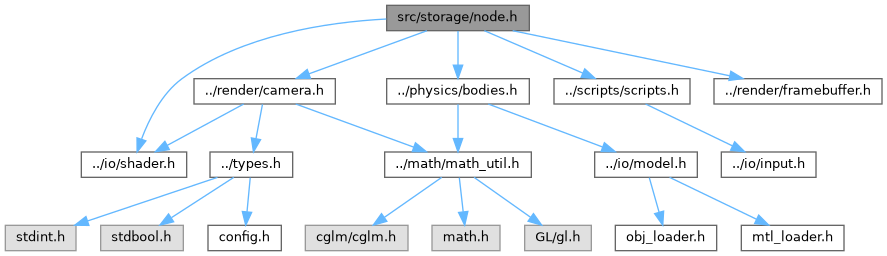 src/storage/node.h
../render/camera.h
../physics/bodies.h
../scripts/scripts.h
../render/framebuffer.h
../io/shader.h
../types.h
../math/math_util.h
../io/model.h
../io/input.h
stdint.h
stdbool.h
config.h
cglm/cglm.h
math.h
GL/gl.h
obj_loader.h
mtl_loader.h